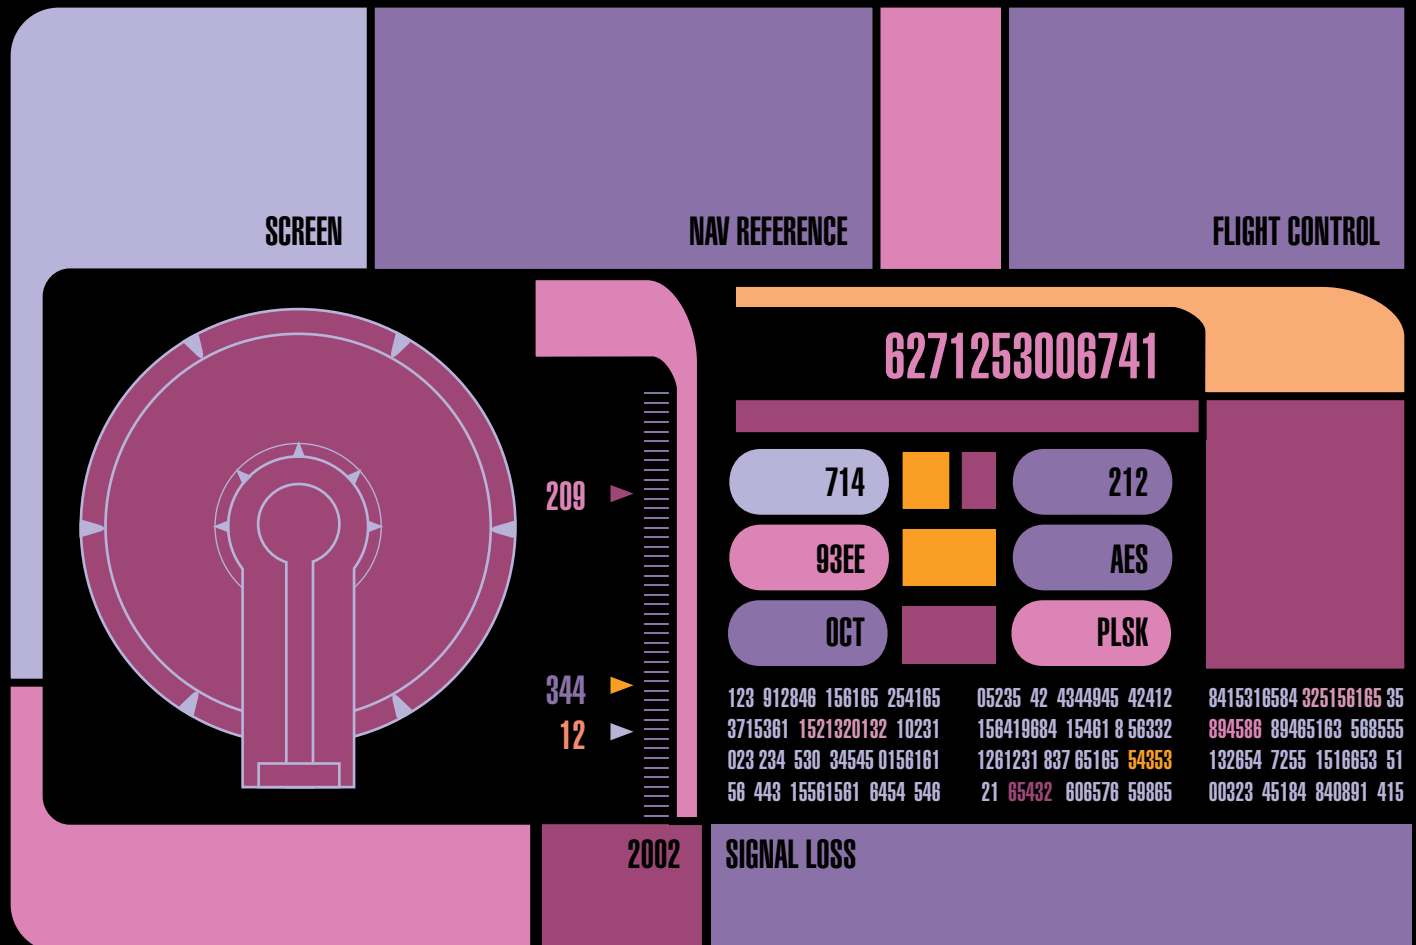 SCREEN
NAV REFERENCE
FLIGHT CONTROL
6271253006741
714
212
209
93EE
AES
OCT
PLSK
344
12
123 912846 156165 254165
3715361 1521320132 10231
023 234 530 34545 0156161
56 443 15561561 6454 546
05235 42 4344945 42412
156419684 15461 8 56332
1261231 837 65165 54353
21 65432 606576 59865
8415316584 325156165 35
894586 89465163 568555
132654 7255 1516653 51
00323 45184 840891 415
2002
SIGNAL LOSS